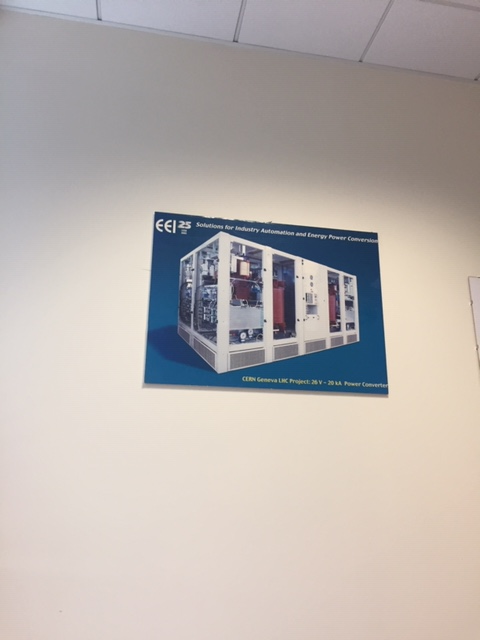 EEI 25
Solutions for Industry Automation and Energy Power Conversion
CERN Geneva LHC Project: 26 V – 20 kA Power Converter